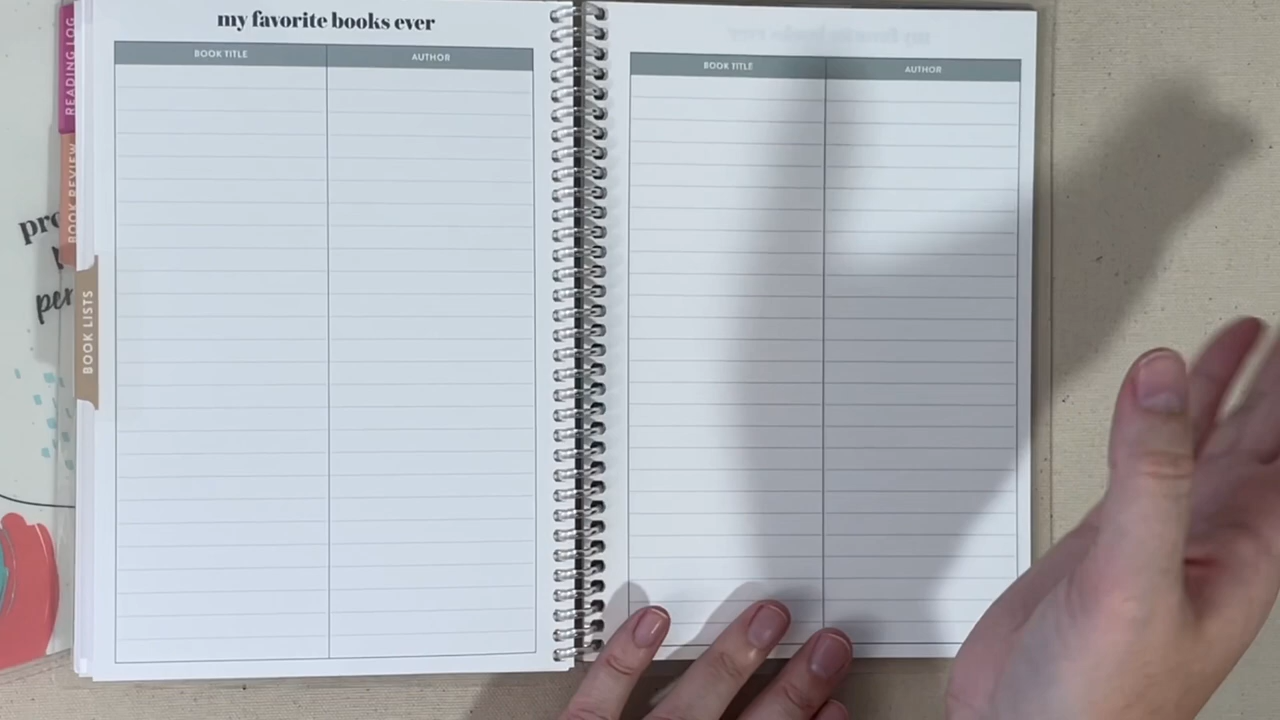 my favorite books ever
BOOK TITLE AUTHOR
BOOK TITLE AUTHOR
READING LOG
BOOK REVIEW
BOOK LISTS